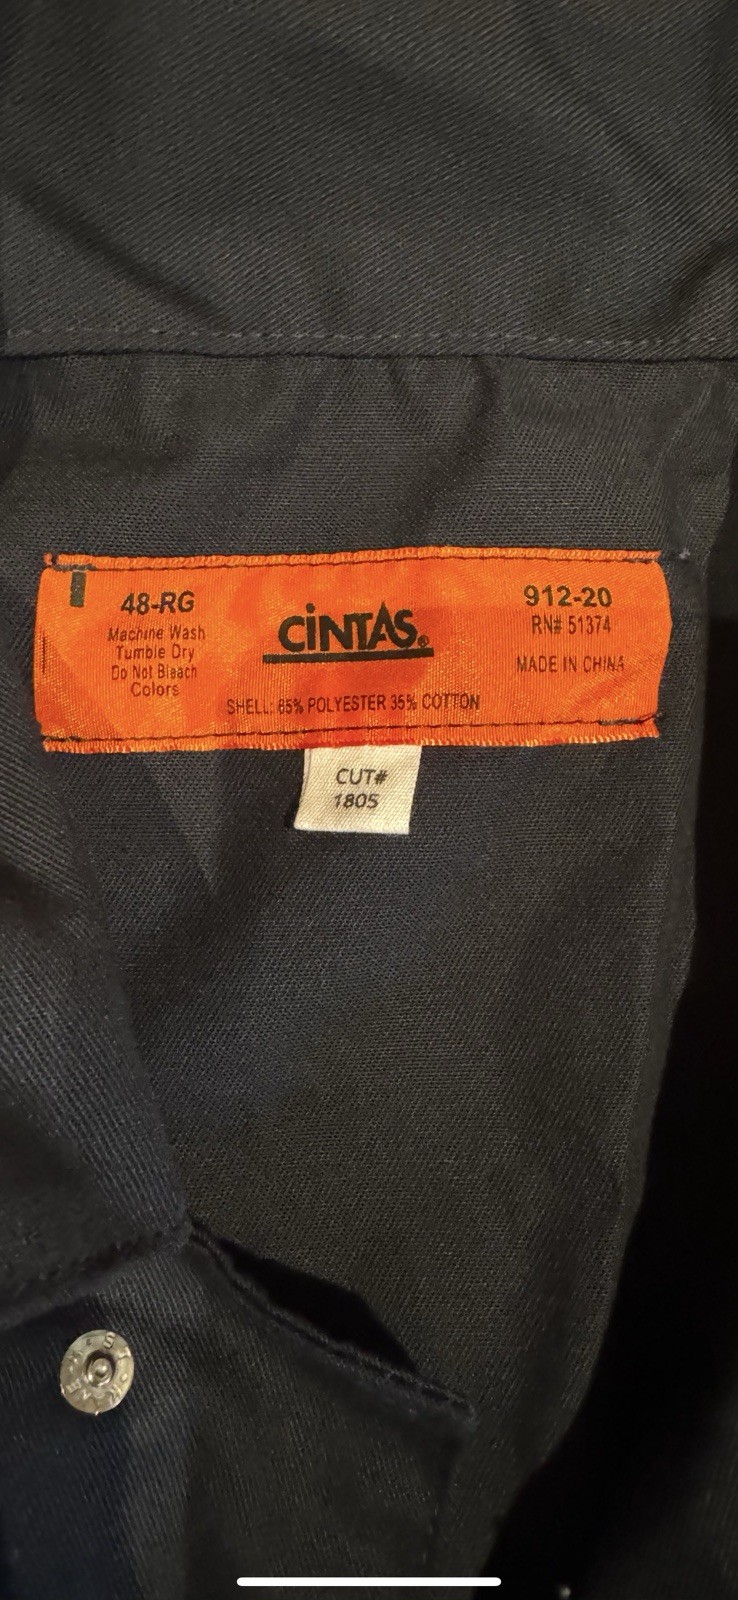 48-RG
Machine Wash
Tumble Dry
Do Not Bleach
Colors
CINTAS®
912-20
RN# 51374
MADE IN CHINA
SHELL: 65% POLYESTER 35% COTTON
CUT#
1805